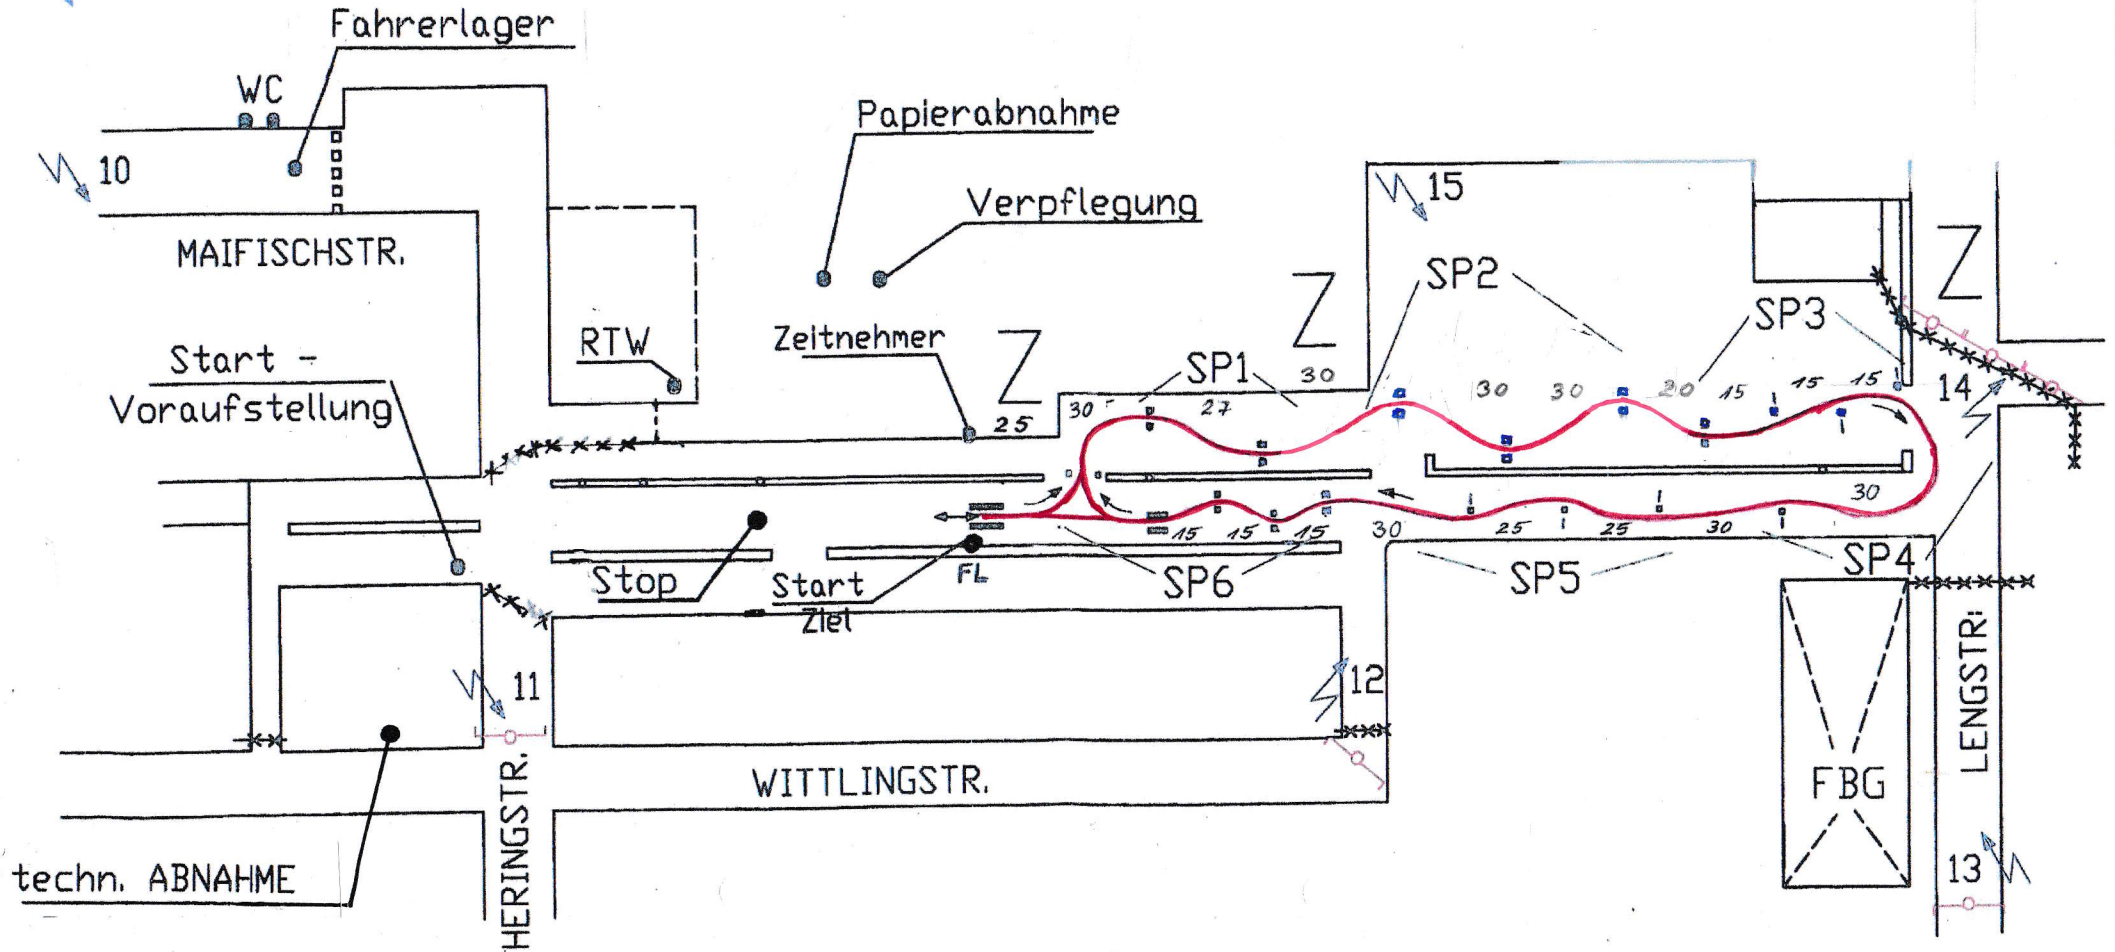 Fahrerlager
WC
10
MAIFISCHSTR.
Papierabnahme
Verpflegung
15
Z
Z
Z
SP2
SP3
RTW
Zeitnehmer
SP1
30
Start -
Voraufstellung
25
30
27
30
30
20
15
15
15
14
30
Stop
Start
Ziel
FL
15
15
15
30
25
25
30
SP6
SP5
SP4
11
12
LENGSTR.
WITTLINGSTR.
FBG
HERINGSTR.
techn. ABNAHME
13